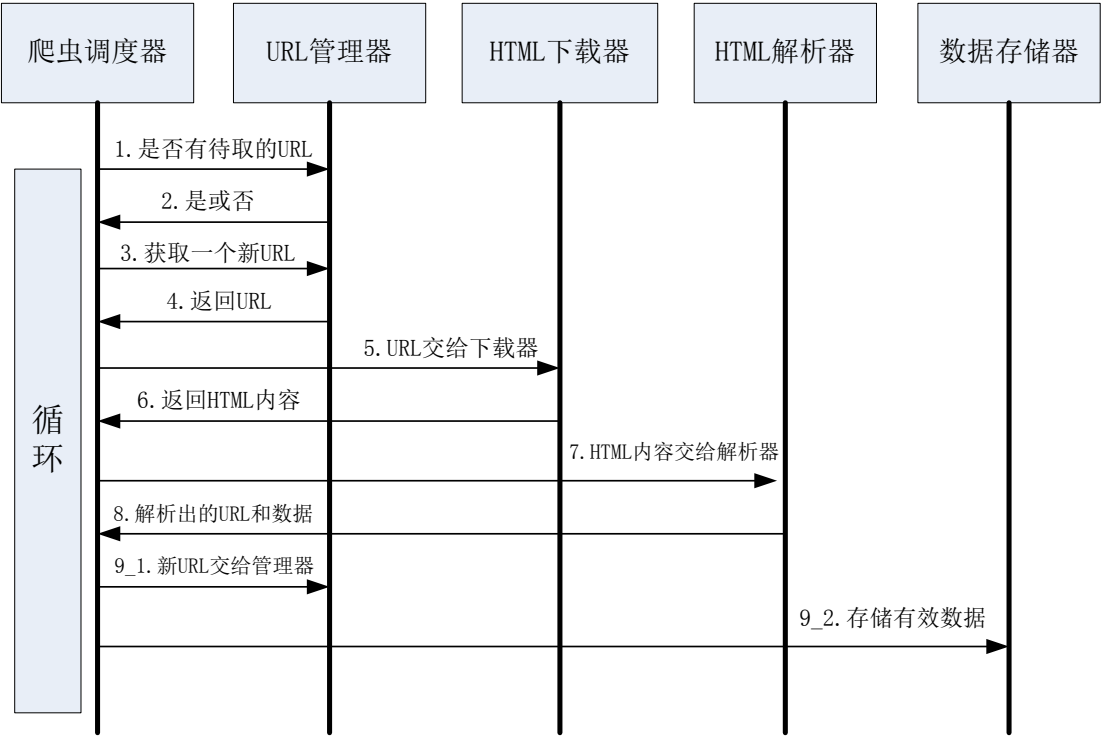 爬虫调度器
URL管理器
HTML下载器
HTML解析器
数据存储器
1.是否有待取的URL
2.是或否
3.获取一个新URL
4.返回URL
5.URL交给下载器
6.返回HTML内容
循
环
7.HTML内容交给解析器
8.解析出的URL和数据
9_1.新URL交给管理器
9_2.存储有效数据